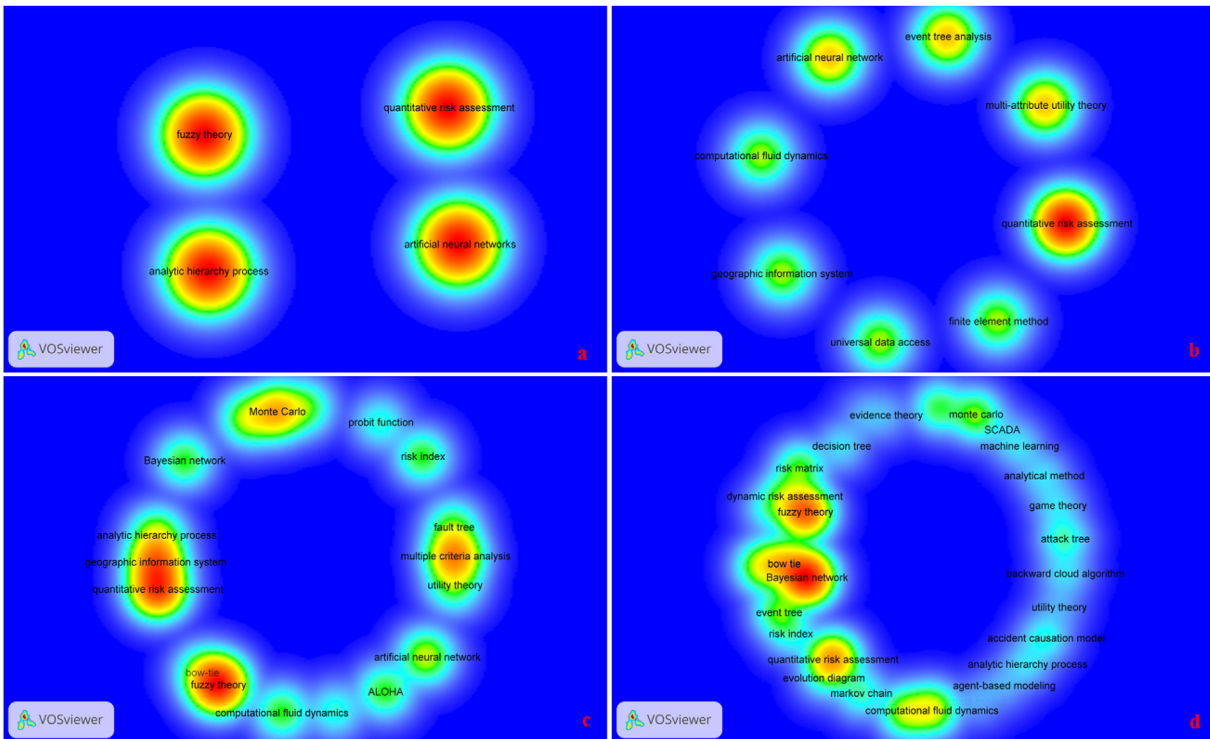 quantitative risk assessment
fuzzy theory
artificial neural networks
analytic hierarchy process
VOSviewer
a
event tree analysis
artificial neural network
multi-attribute utility theory
computational fluid dynamics
quantitative risk assessment
geographic information system
finite element method
universal data access
VOSviewer
b
Monte Carlo
probit function
risk index
Bayesian network
fault tree
analytic hierarchy process
multiple criteria analysis
geographic information system
utility theory
quantitative risk assessment
artificial neural network
bow-tie
fuzzy theory
ALOHA
computational fluid dynamics
VOSviewer
c
evidence theory
monte carlo
SCADA
decision tree
machine learning
risk matrix
analytical method
dynamic risk assessment
game theory
fuzzy theory
attack tree
bow tie
backward cloud algorithm
Bayesian network
utility theory
event tree
risk index
accident causation model
quantitative risk assessment
analytic hierarchy process
evolution diagram
agent-based modeling
markov chain
computational fluid dynamics
VOSviewer
d